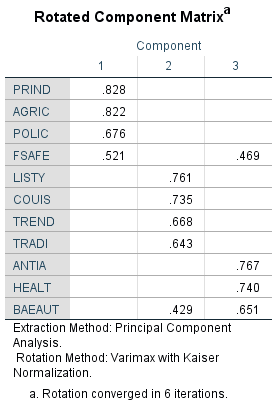 Rotated Component Matrixa
Component
1 2 3
PRIND .828
AGRIC .822
POLIC .676
FSAFE .521 .469
LISTY .761
COUIS .735
TREND .668
TRADI .643
ANTIA .767
HEALT .740
BAEAUT .429 .651
Extraction Method: Principal Component
Analysis.
Rotation Method: Varimax with Kaiser
Normalization.
a. Rotation converged in 6 iterations.